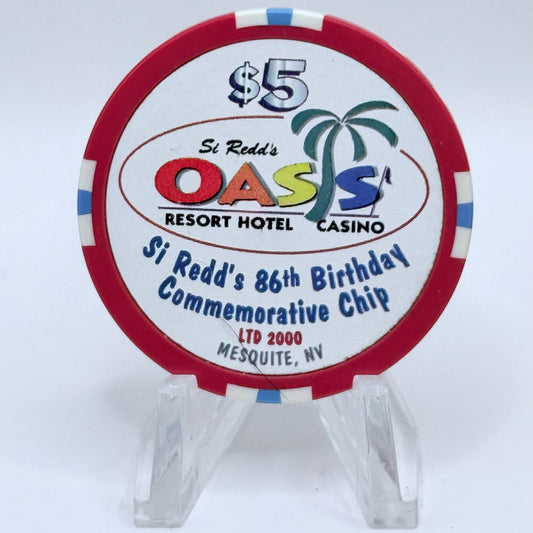 $5
Si Redd's
OASIS
RESORT HOTEL CASINO
Si Redd's 86th Birthday
Commemorative Chip
LTD 2000
MESQUITE, NV